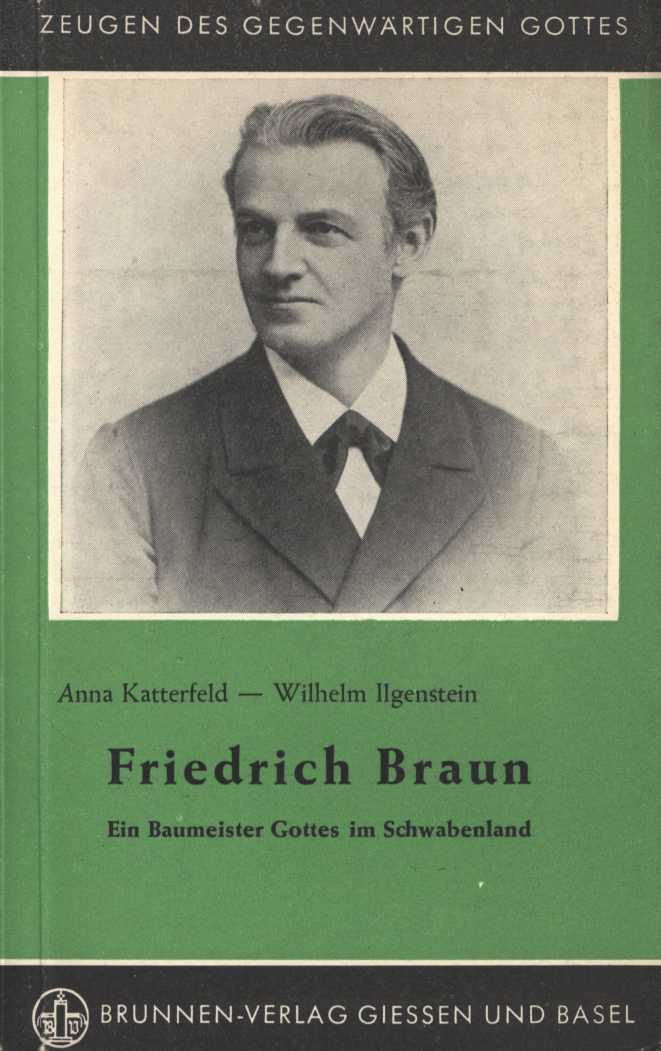 ZEUGEN DES GEGENWÄRTIGEN GOTTES
Anna Katterfeld — Wilhelm Ilgenstein
Friedrich Braun
Ein Baumeister Gottes im Schwabenland
BRUNNEN-VERLAG GIESSEN UND BASEL